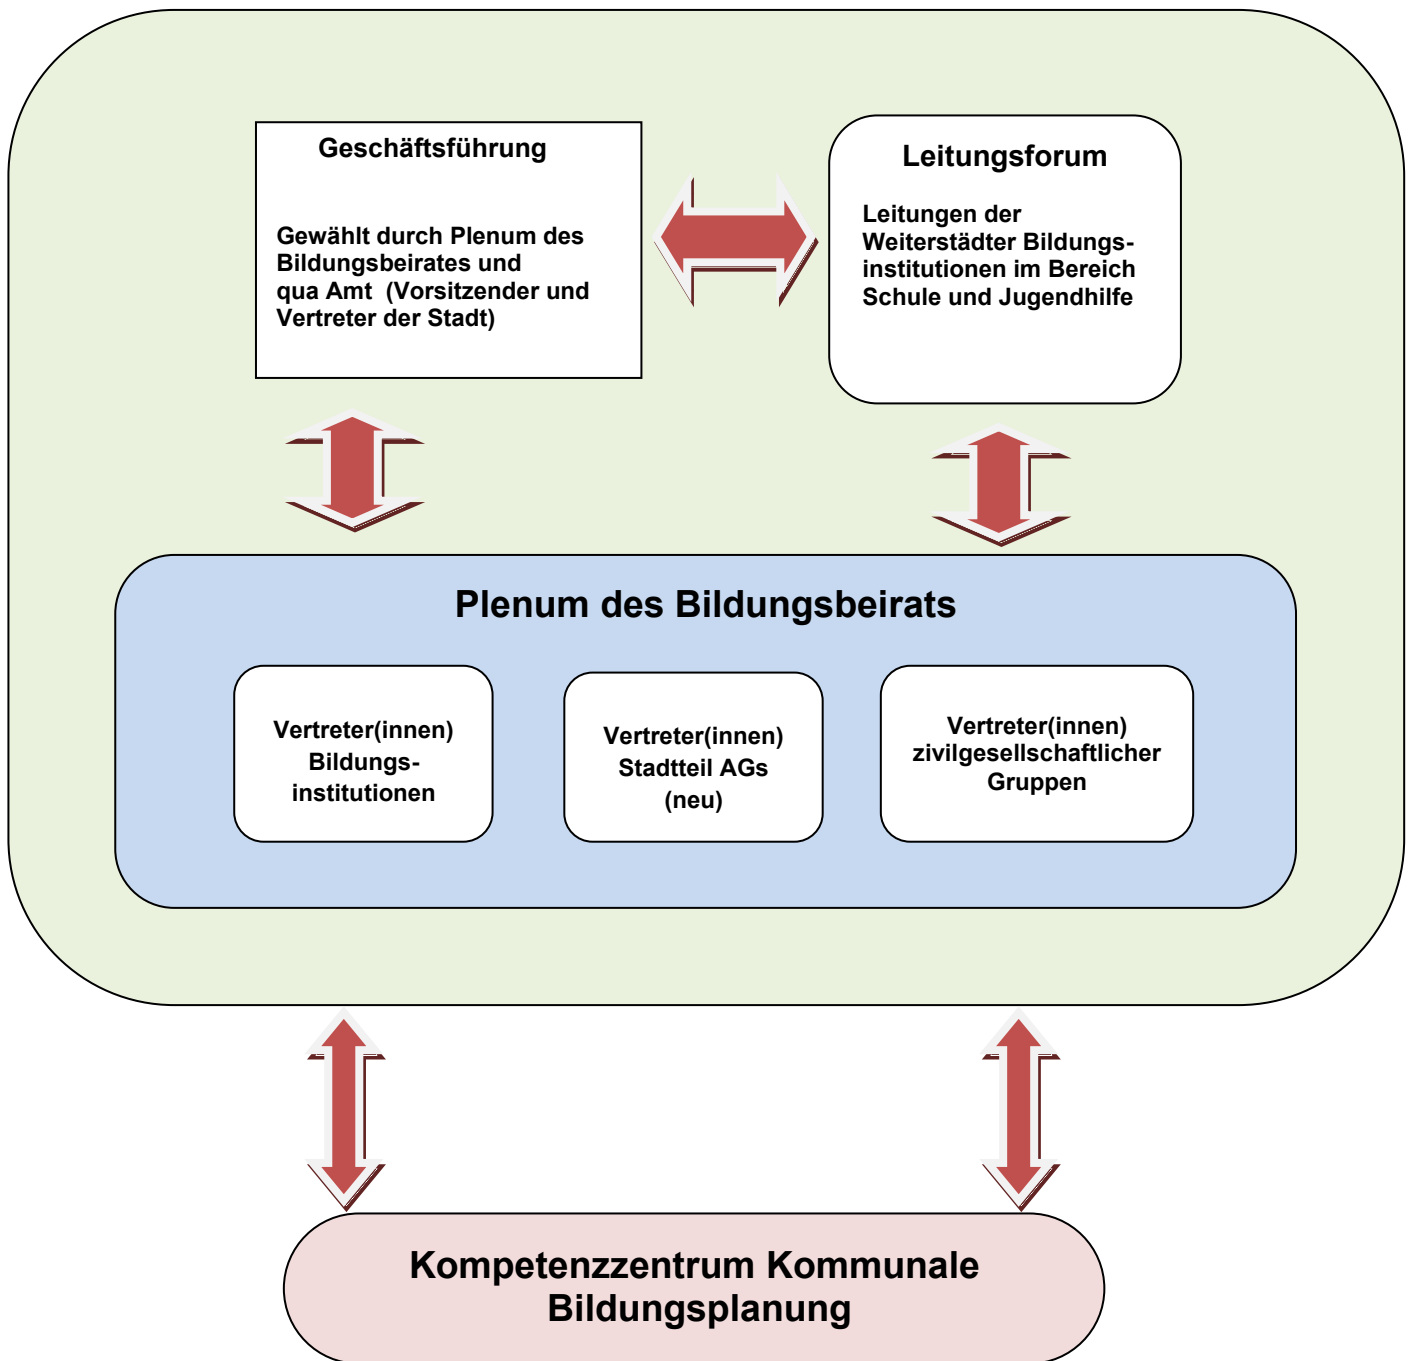 Geschäftsführung
Gewählt durch Plenum des
Bildungsbeirates und
qua Amt (Vorsitzender und
Vertreter der Stadt)
Leitungsforum
Leitungen der
Weiterstädter Bildungs-
institutionen im Bereich
Schule und Jugendhilfe
Plenum des Bildungsbeirats
Vertreter(innen)
Bildungs-
institutionen
Vertreter(innen)
Stadtteil AGs
(neu)
Vertreter(innen)
zivilgesellschaftlicher
Gruppen
Kompetenzzentrum Kommunale
Bildungsplanung